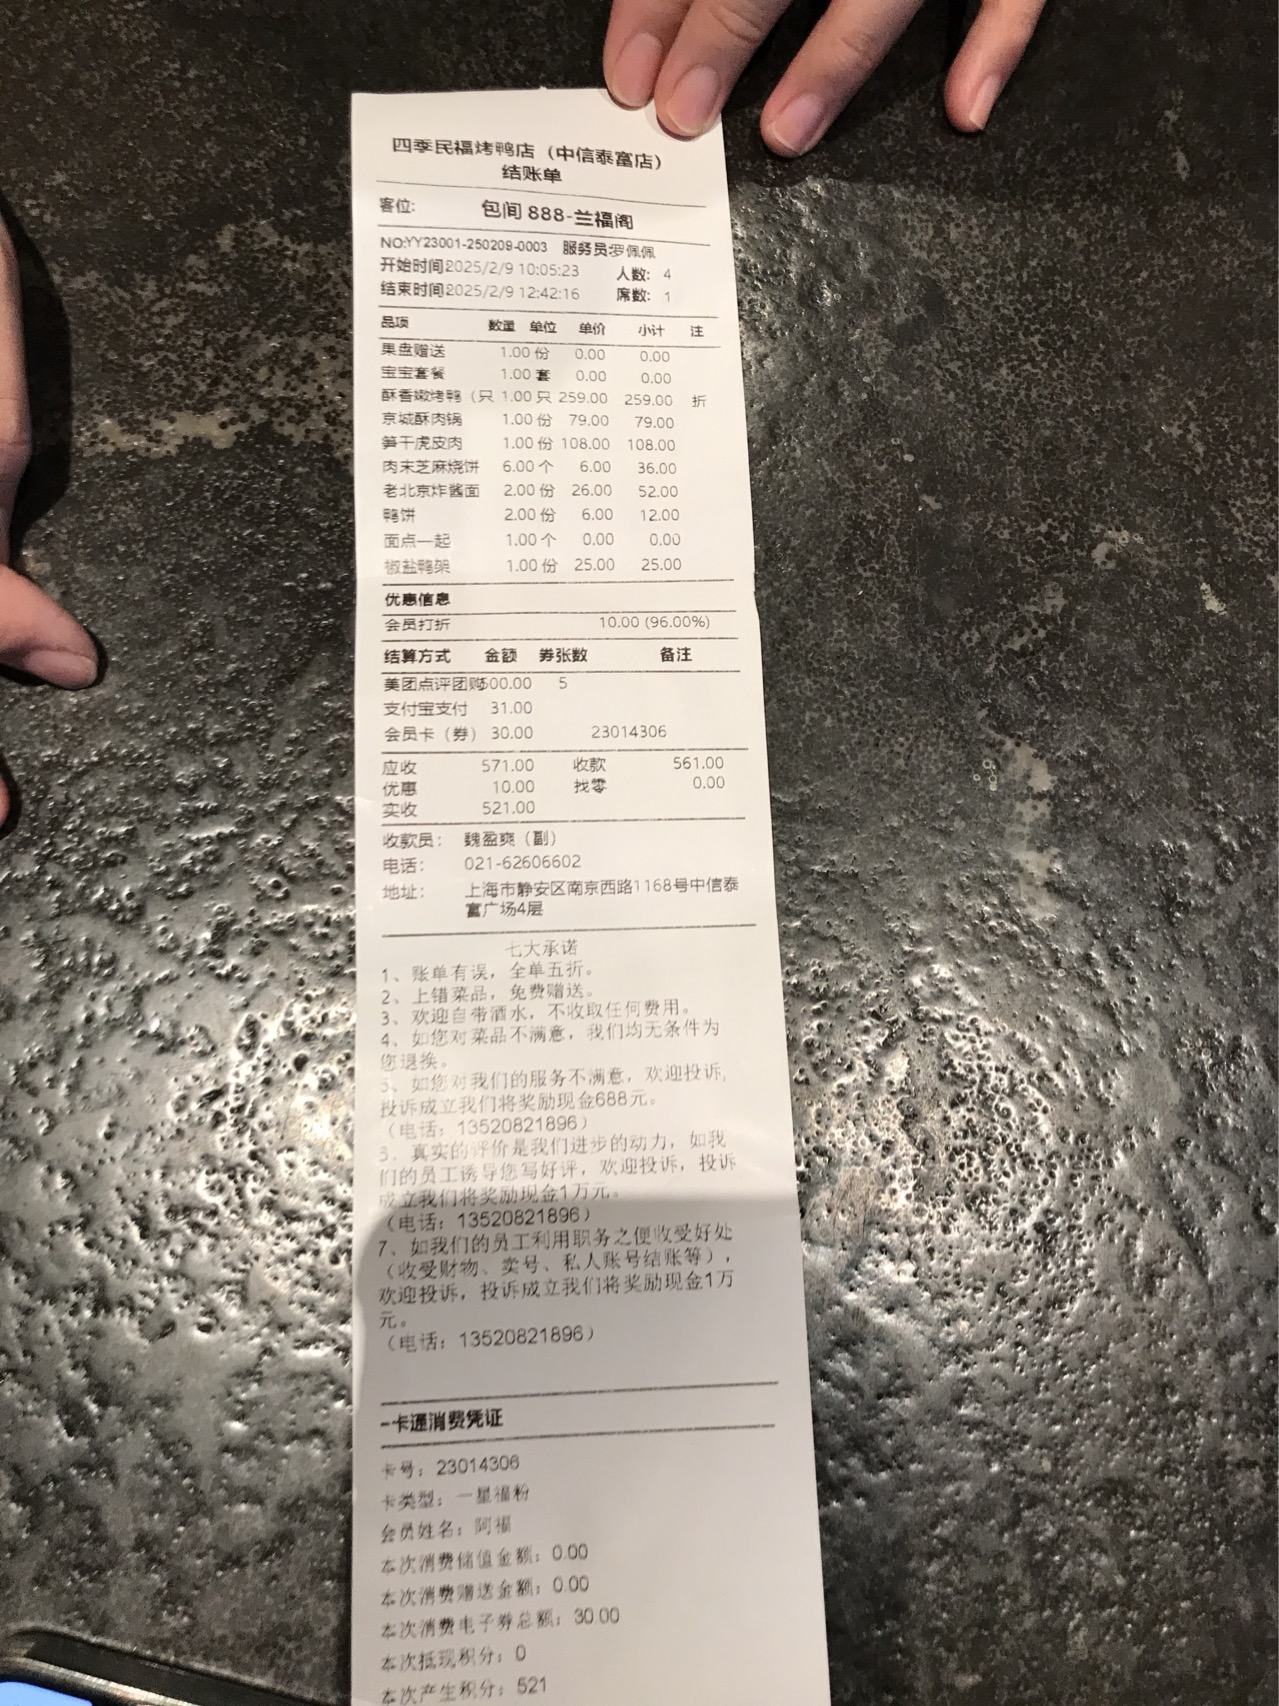 四季民福烤鸭店（中信泰富店）
结账单
客位: 包间 888-兰福阁
NO:YY23001-250209-0003 服务员:罗佩佩
开始时间2025/2/9 10:05:23 人数: 4
结束时间2025/2/9 12:42:16 席数: 1
品项 数量 单位 单价 小计 注
果盘赠送 1.00 份 0.00 0.00
宝宝套餐 1.00 套 0.00 0.00
酥香嫩烤鸭（只 1.00 只 259.00 259.00 折
京城酥肉锅 1.00 份 79.00 79.00
笋干虎皮肉 1.00 份 108.00 108.00
肉末芝麻烧饼 6.00 个 6.00 36.00
老北京炸酱面 2.00 份 26.00 52.00
鸭饼 2.00 份 6.00 12.00
面点一起 1.00 个 0.00 0.00
椒盐鸭架 1.00 份 25.00 25.00
优惠信息
会员打折 10.00 (96.00%)
结算方式 金额 券张数 备注
美团点评团购500.00 5
支付宝支付 31.00
会员卡（券） 30.00 23014306
应收 571.00 收款 561.00
优惠 10.00 找零 0.00
实收 521.00
收款员: 魏盈爽（副）
电话: 021-62606602
地址: 上海市静安区南京西路1168号中信泰
富广场4层
七大承诺
1、账单有误，全单五折。
2、上错菜品，免费赠送。
3、欢迎自带酒水，不收取任何费用。
4、如您对菜品不满意，我们均无条件为
您退换。
5、如您对我们的服务不满意，欢迎投诉,
投诉成立我们将奖励现金688元。
（电话：13520821896）
6、真实的评价是我们进步的动力，如我
们的员工诱导您写好评，欢迎投诉，投诉
成立我们将奖励现金1万元。
（电话：13520821896）
7、如我们的员工利用职务之便收受好处
（收受财物、卖号、私人账号结账等），
欢迎投诉，投诉成立我们将奖励现金1万
元。
（电话：13520821896）
一卡通消费凭证
卡号：23014306
卡类型：一星福粉
会员姓名：阿福
本次消费储值金额：0.00
本次消费赠送金额：0.00
本次消费电子券总额：30.00
本次抵现积分：0
本次产生积分：521